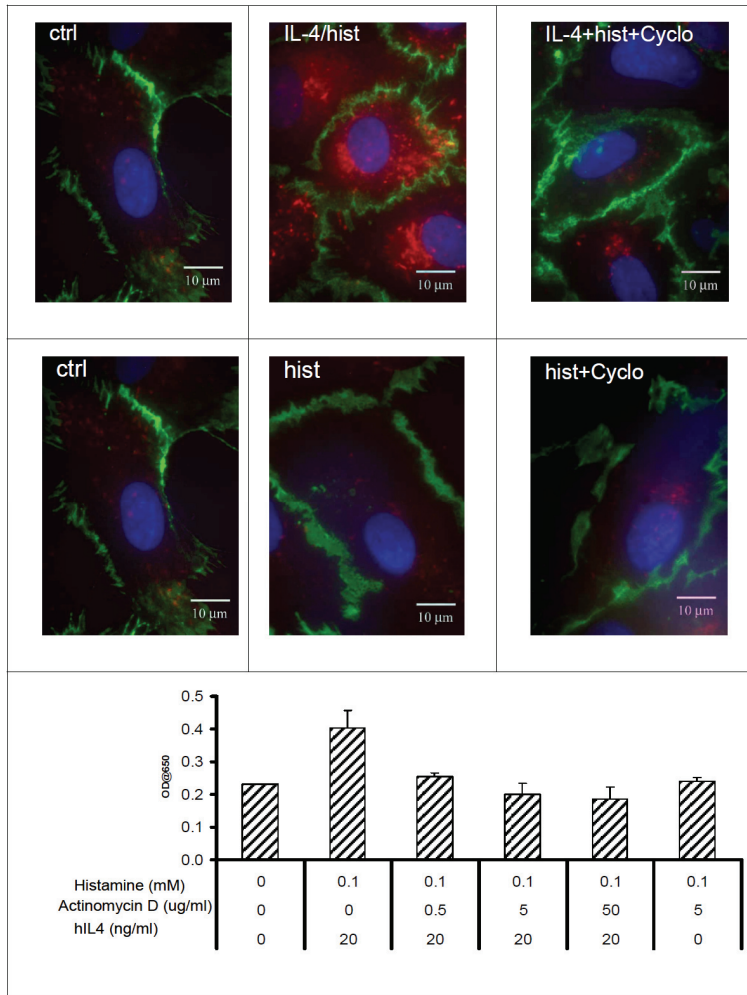 ctrl
IL-4/hist
IL-4+hist+Cyclo
10 µm
10 µm
10 µm
ctrl
hist
hist+Cyclo
10 µm
10 µm
10 µm
0.5
0.4
0.3
0.2
0.1
0.0
OD@650
Histamine (mM) 0 0.1 0.1 0.1 0.1 0.1
Actinomycin D (ug/ml) 0 0 0.5 5 50 5
hIL4 (ng/ml) 0 20 20 20 20 0